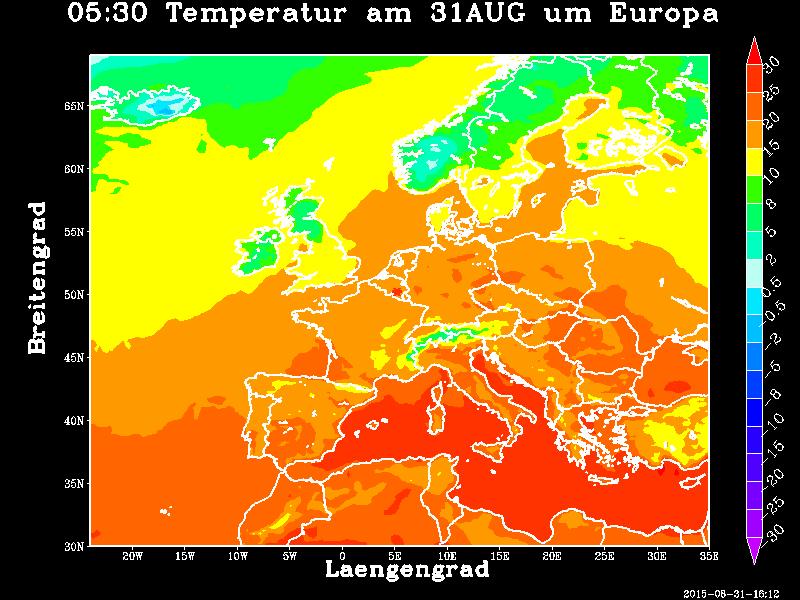 05:30 Temperatur am 31AUG um Europa
Breitengrad
65N
60N
55N
50N
45N
40N
35N
30N
20W
15W
10W
5W
0
5E
10E
15E
20E
25E
30E
35E
Laengengrad
30
25
20
15
10
8
5
2
0.5
-0.5
-2
-5
-8
-10
-15
-20
-25
-30
2015-08-31-16:12